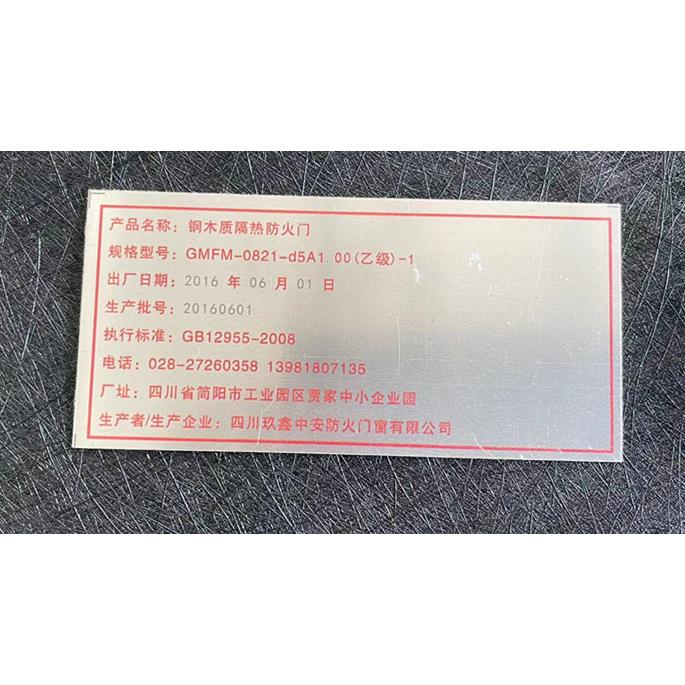 产品名称：钢木质隔热防火门
规格型号：GMFM-0821-d5A1.00(乙级)-1
出厂日期：2016 年 06 月 01 日
生产批号：20160601
执行标准：GB12955-2008
电话：028-27260358 13981807135
厂址：四川省简阳市工业园区贾家中小企业园
生产者/生产企业：四川玖鑫中安防火门窗有限公司